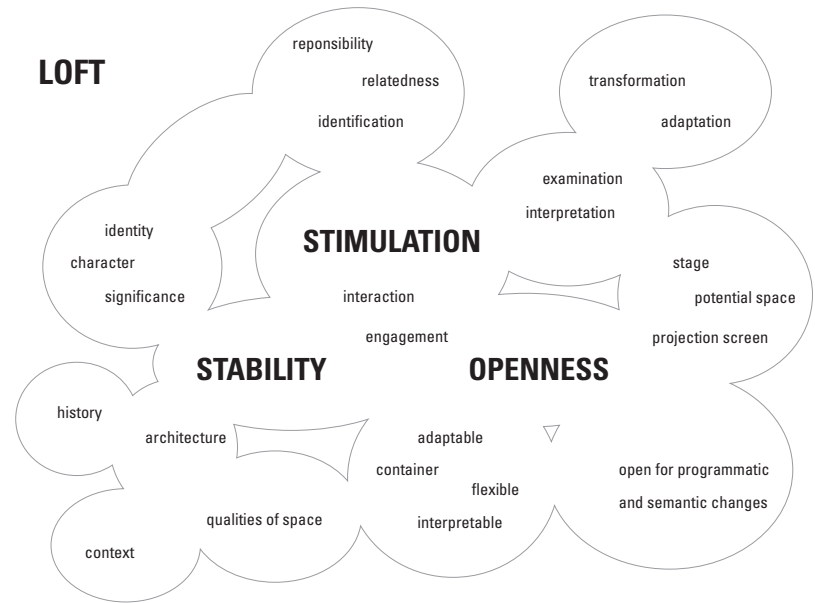 LOFT
reponsibility
relatedness
identification
transformation
adaptation
examination
interpretation
identity
character
significance
STIMULATION
interaction
engagement
stage
potential space
projection screen
STABILITY
OPENNESS
history
architecture
qualities of space
context
adaptable
container
flexible
interpretable
open for programmatic
and semantic changes